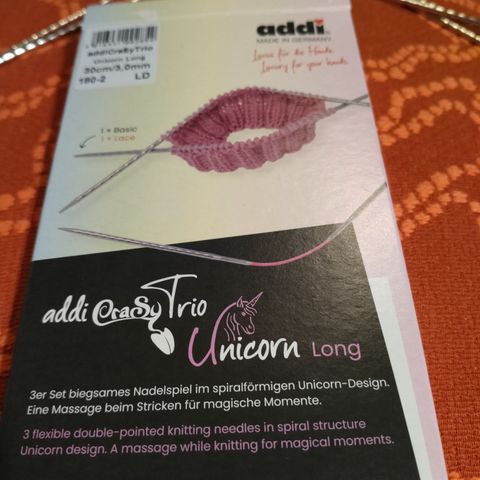 addiCraSyTrio
Unicorn Long
30cm/3,0mm
160-2 LD
addi
MADE IN GERMANY
Luxus für die Hände.
Luxury for your hands.
1 × Basic
1 × Lace
addi CraSyTrio
Unicorn Long
3er Set biegsames Nadelspiel im spiralförmigen Unicorn-Design.
Eine Massage beim Stricken für magische Momente.
3 flexible double-pointed knitting needles in spiral structure
Unicorn design. A massage while knitting for magical moments.